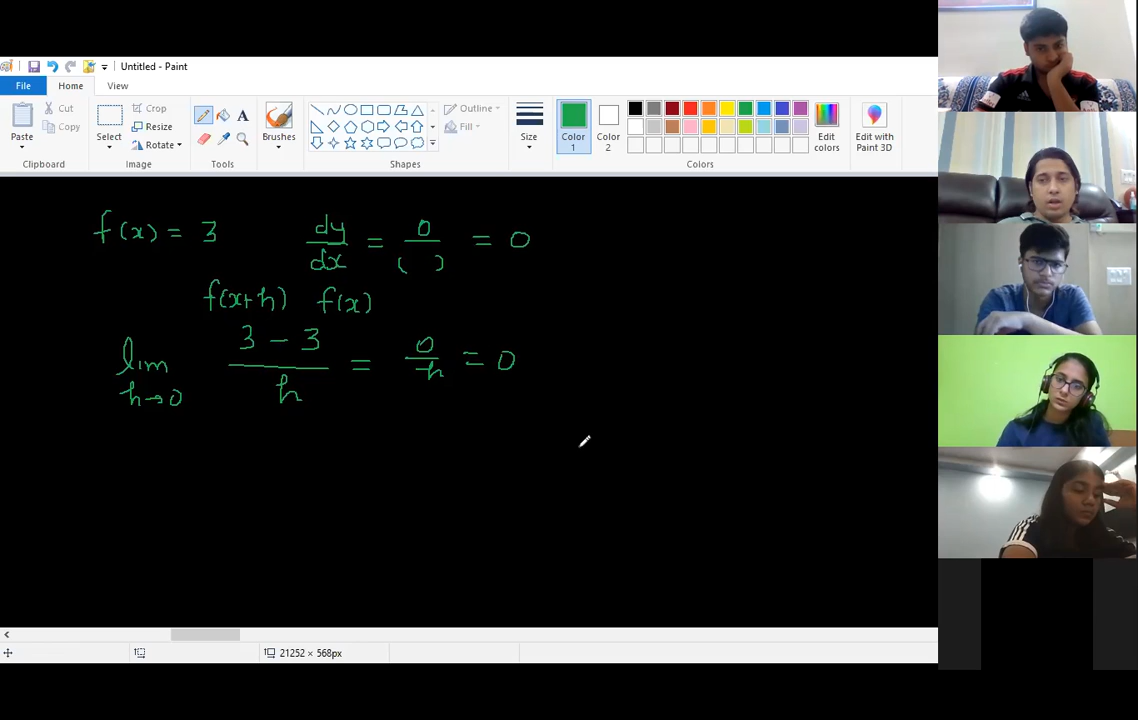 Untitled - Paint
File Home View
Paste Cut Copy Select Crop Resize Rotate Brushes Outline Fill Size Color 1 Color 2 Edit colors Edit with Paint 3D
Clipboard Image Tools Shapes Colors
f(x) = 3 dy/dx = 0/( ) = 0
f(x+h) f(x)
lim h→0 3 - 3 / h = 0/h = 0
21252 × 568px